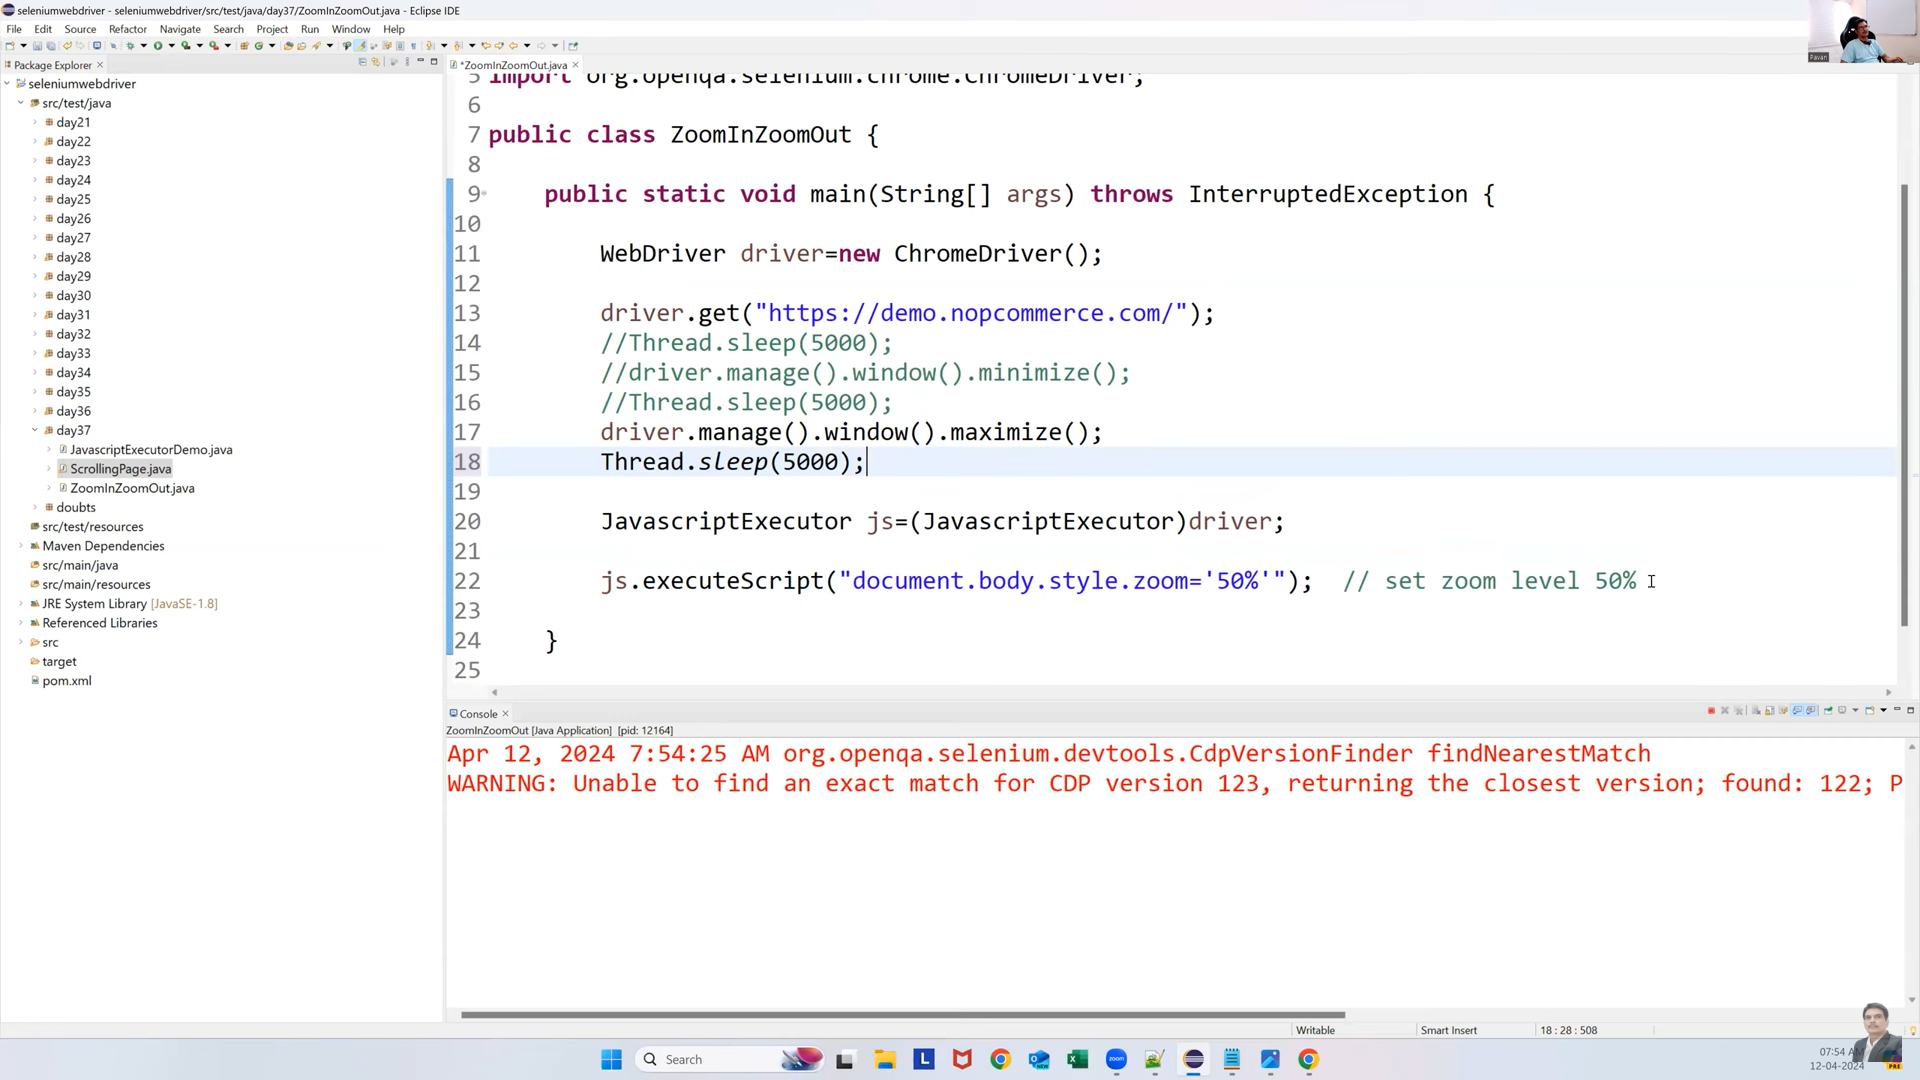 seleniumwebdriver - seleniumwebdriver/src/test/java/day37/ZoomInZoomOut.java - Eclipse IDE
File Edit Source Refactor Navigate Search Project Run Window Help
Package Explorer
seleniumwebdriver
src/test/java
day21
day22
day23
day24
day25
day26
day27
day28
day29
day30
day31
day32
day33
day34
day35
day36
day37
JavascriptExecutorDemo.java
ScrollingPage.java
ZoomInZoomOut.java
doubts
src/test/resources
Maven Dependencies
src/main/java
src/main/resources
JRE System Library [JavaSE-1.8]
Referenced Libraries
src
target
pom.xml
*ZoomInZoomOut.java
5 import org.openqa.selenium.chrome.ChromeDriver;
6
7 public class ZoomInZoomOut {
8
9 public static void main(String[] args) throws InterruptedException {
10
11 WebDriver driver=new ChromeDriver();
12
13 driver.get("https://demo.nopcommerce.com/");
14 //Thread.sleep(5000);
15 //driver.manage().window().minimize();
16 //Thread.sleep(5000);
17 driver.manage().window().maximize();
18 Thread.sleep(5000);
19
20 JavascriptExecutor js=(JavascriptExecutor)driver;
21
22 js.executeScript("document.body.style.zoom='50%'"); // set zoom level 50%
23
24 }
25
Console
ZoomInZoomOut [Java Application] [pid: 12164]
Apr 12, 2024 7:54:25 AM org.openqa.selenium.devtools.CdpVersionFinder findNearestMatch
WARNING: Unable to find an exact match for CDP version 123, returning the closest version; found: 122; P
Writable
Smart Insert
18 : 28 : 508
Search
zoom
07:54 AM
12-04-2024
Pavan
PRE